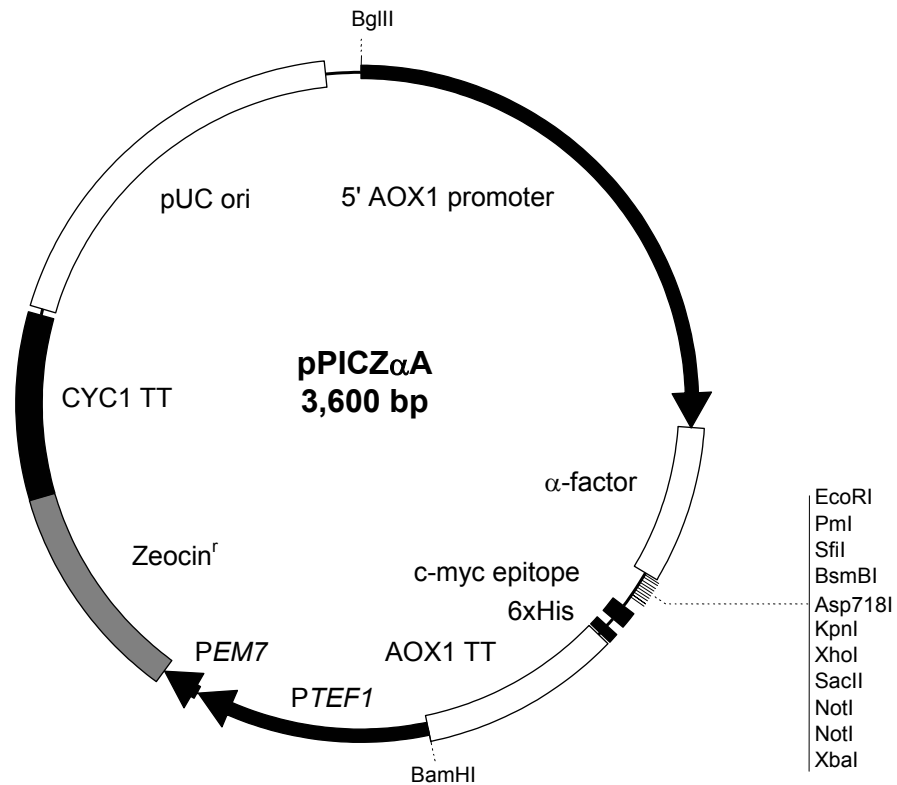 BglII
pUC ori
5' AOX1 promoter
pPICZαA
3,600 bp
CYC1 TT
α-factor
EcoRI
PmI
SfiI
BsmBI
Asp718I
KpnI
XhoI
SacII
NotI
NotI
XbaI
Zeocinʳ
c-myc epitope
6xHis
PEM7
AOX1 TT
PTEF1
BamHI